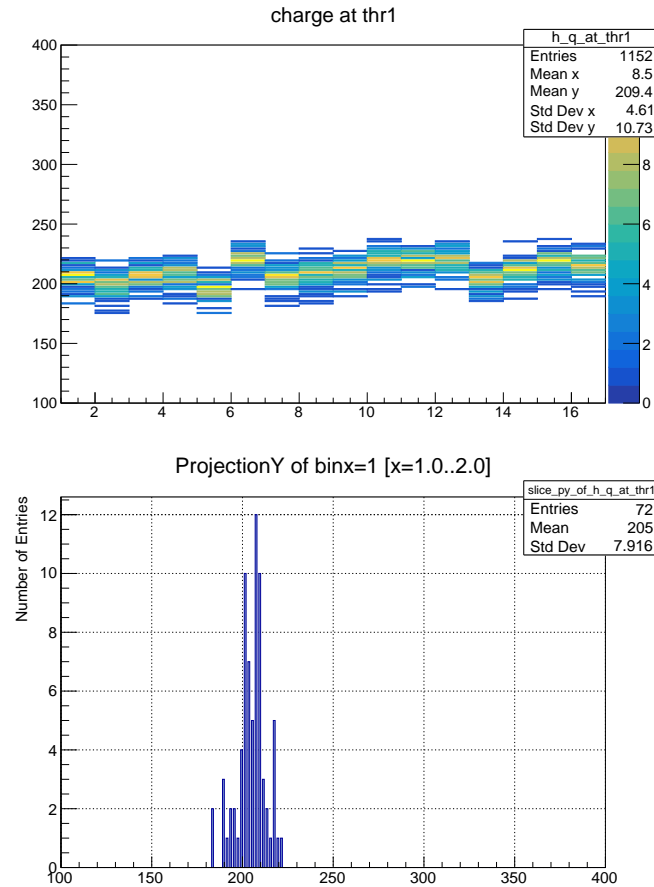 charge at thr1
h_q_at_thr1
Entries 1152
Mean x 8.5
Mean y 209.4
Std Dev x 4.61
Std Dev y 10.73
400
350
300
250
200
150
100
2 4 6 8 10 12 14 16
8
6
4
2
0
ProjectionY of binx=1 [x=1.0..2.0]
slice_py_of_h_q_at_thr1
Entries 72
Mean 205
Std Dev 7.916
Number of Entries
12
10
8
6
4
2
0
100 150 200 250 300 350 400